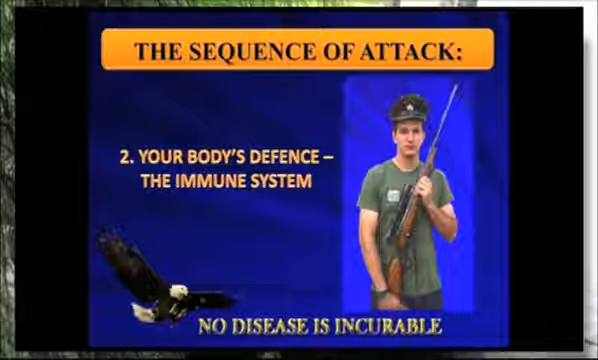 THE SEQUENCE OF ATTACK:
2. YOUR BODY'S DEFENCE –
THE IMMUNE SYSTEM
NO DISEASE IS INCURABLE